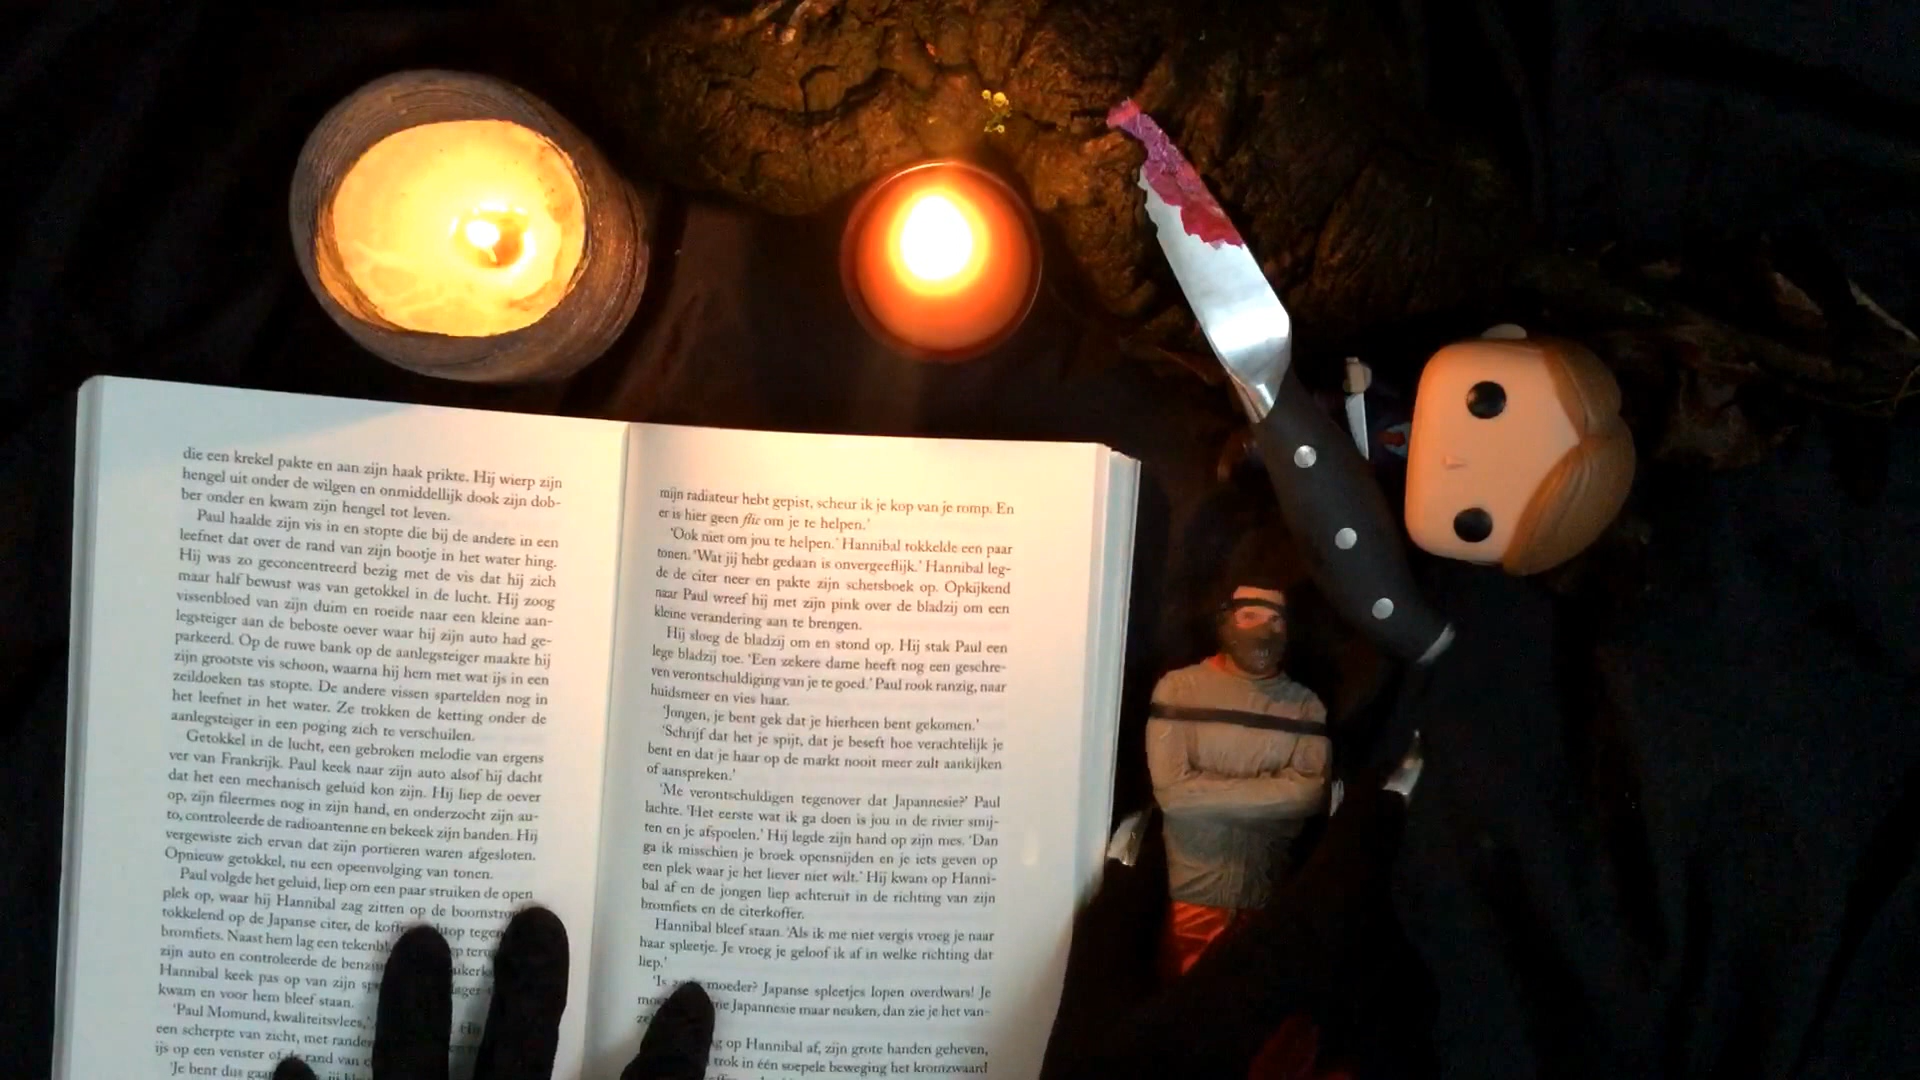 die een krekel pakte en aan zijn haak prikte. Hij wierp zijn
hengel uit onder de wilgen en onmiddellijk dook zijn dob-
ber onder en kwam zijn hengel tot leven.
Paul haalde zijn vis in en stopte die bij de andere in een
leefnet dat over de rand van zijn bootje in het water hing.
Hij was zo geconcentreerd bezig met de vis dat hij zich
maar half bewust was van getokkel in de lucht. Hij zoog
vissenbloed van zijn duim en roeide naar een kleine aan-
legsteiger aan de beboste oever waar hij zijn auto had ge-
parkeerd. Op de ruwe bank op de aanlegsteiger maakte hij
zijn grootste vis schoon, waarna hij hem met wat ijs in een
zeildoeken tas stopte. De andere vissen spartelden nog in
het leefnet in het water. Ze trokken de ketting onder de
aanlegsteiger in een poging zich te verschuilen.
Getokkel in de lucht, een gebroken melodie van ergens
ver van Frankrijk. Paul keek naar zijn auto alsof hij dacht
dat het een mechanisch geluid kon zijn. Hij liep de oever
op, zijn fileermes nog in zijn hand, en onderzocht zijn au-
to, controleerde de radioantenne en bekeek zijn banden. Hij
vergewiste zich ervan dat zijn portieren waren afgesloten.
Opnieuw getokkel, nu een opeenvolging van tonen.
Paul volgde het geluid, liep om een paar struiken de open
plek op, waar hij Hannibal zag zitten op de
tokkelend op de Japanse citer, de
bromfiets. Naast hem lag een
zijn auto en controleerde de
Hannibal keek pas op van zijn
kwam en voor hem bleef staan.
'Paul Momund, kwaliteitsvlees,'
een scherpte van zicht, met
ijs op een venster of de rand van
'Je bent dus
mijn radiateur hebt gepist, scheur ik je kop van je romp. En
er is hier geen flic om je te helpen.'
'Ook niet om jou te helpen.' Hannibal tokkelde een paar
tonen. 'Wat jij hebt gedaan is onvergeeflijk.' Hannibal leg-
de de citer neer en pakte zijn schetsboek op. Opkijkend
naar Paul wreef hij met zijn pink over de bladzij om een
kleine verandering aan te brengen.
Hij sloeg de bladzij om en stond op. Hij stak Paul een
lege bladzij toe. 'Een zekere dame heeft nog een geschre-
ven verontschuldiging van je te goed.' Paul rook ranzig, naar
huidsmeer en vies haar.
'Jongen, je bent gek dat je hierheen bent gekomen.'
'Schrijf dat het je spijt, dat je beseft hoe verachtelijk je
bent en dat je haar op de markt nooit meer zult aankijken
of aanspreken.'
'Me verontschuldigen tegenover dat Japannesie?' Paul
lachte. 'Het eerste wat ik ga doen is jou in de rivier smij-
ten en je afspoelen.' Hij legde zijn hand op zijn mes. 'Dan
ga ik misschien je broek opensnijden en je iets geven op
een plek waar je het liever niet wilt.' Hij kwam op Hanni-
bal af en de jongen liep achteruit in de richting van zijn
bromfiets en de citerkoffer.
Hannibal bleef staan. 'Als ik me niet vergis vroeg je naar
haar spleetje. Je vroeg je geloof ik af in welke richting dat
liep.'
'Is moeder? Japanse spleetjes lopen overdwars! Je
Japannesie maar neuken, dan zie je het van-
op Hannibal af, zijn grote handen geheven,
trok in één soepele beweging het kromzwaard